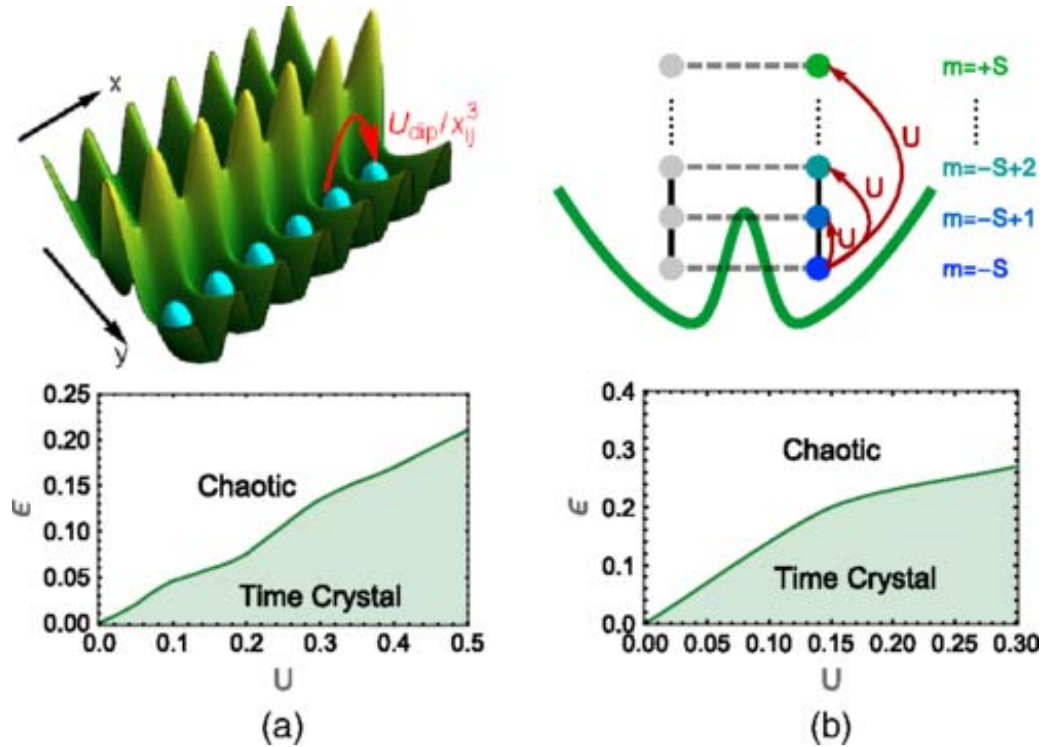 x
y
U_dip/x_ij^3
m=+S
U
m=−S+2
U
m=−S+1
U
m=−S
0.25
0.20
0.15
0.10
0.05
0.00
ϵ
Chaotic
Time Crystal
0.0 0.1 0.2 0.3 0.4 0.5
U
(a)
0.4
0.3
0.2
0.1
0.0
ϵ
Chaotic
Time Crystal
0.00 0.05 0.10 0.15 0.20 0.25 0.30
U
(b)